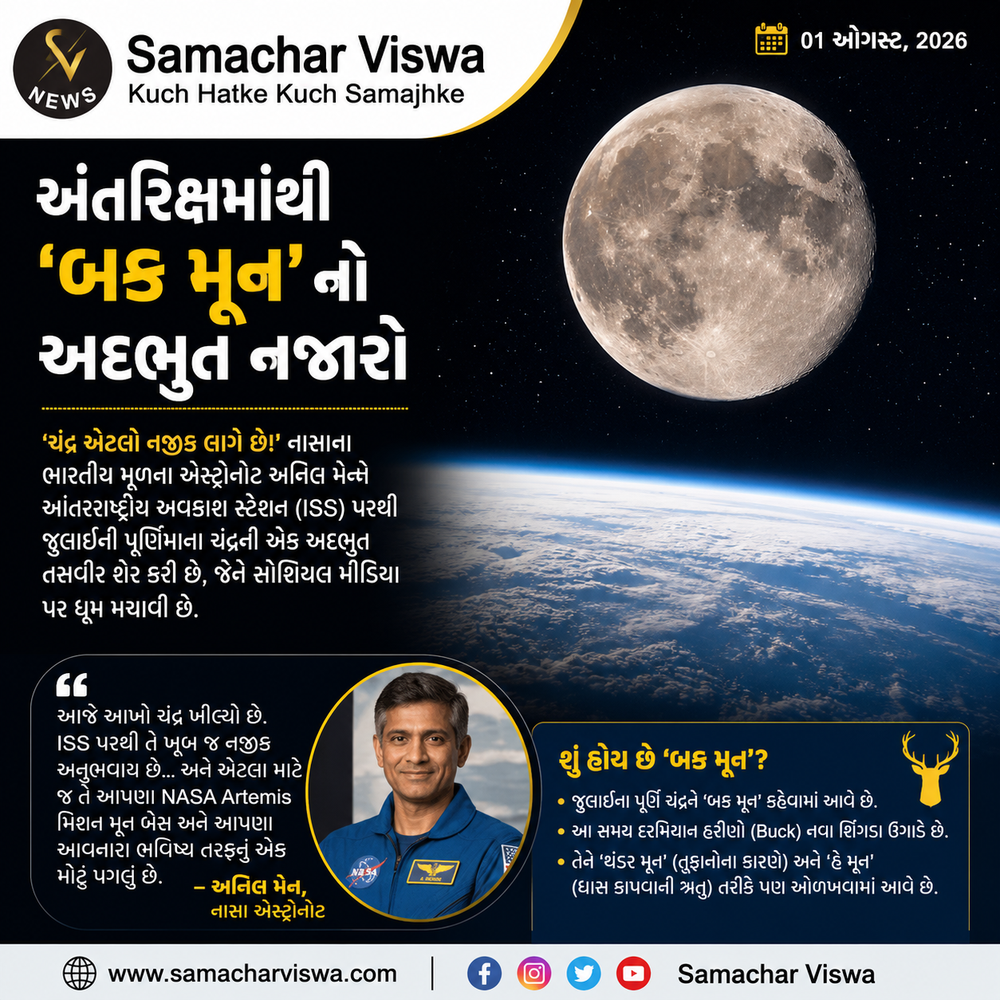 NEWS
Samachar Viswa
Kuch Hatke Kuch Samajhke
01 ઓગસ્ટ, 2026
અંતરિક્ષમાંથી
‘બક મૂન’ નો
અદભુત નજારો
‘ચંદ્ર એટલો નજીક લાગે છે!’ નાસાના
ભારતીય મૂળના એસ્ટ્રોનોટ અનિલ મેનને
આંતરરાષ્ટ્રીય અવકાશ સ્ટેશન (ISS) પરથી
જુલાઈની પૂર્ણિમાના ચંદ્રની એક અદભુત
તસવીર શેર કરી છે, જેને સોશિયલ મીડિયા
પર ધૂમ મચાવી છે.
“
આજે આખો ચંદ્ર ખીલ્યો છે.
ISS પરથી તે ખૂબ જ નજીક
અનુભવાય છે... અને એટલા માટે
જ તે આપણા NASA Artemis
મિશન મૂન બેસ અને આપણા
આવનારા ભવિષ્ય તરફનું એક
મોટું પગલું છે.
– અનિલ મેન,
નાસા એસ્ટ્રોનોટ
NASA
શું હોય છે ‘બક મૂન’?
• જુલાઈના પૂર્ણ ચંદ્રને ‘બક મૂન’ કહેવામાં આવે છે.
• આ સમય દરમિયાન હરીણો (Buck) નવા શિંગડા ઉગાડે છે.
• તેને ‘થંડર મૂન’ (તુફાનોના કારણે) અને ‘હે મૂન’
(ઘાસ કાપવાની ઋતુ) તરીકે પણ ઓળખવામાં આવે છે.
www.samacharviswa.com
Samachar Viswa